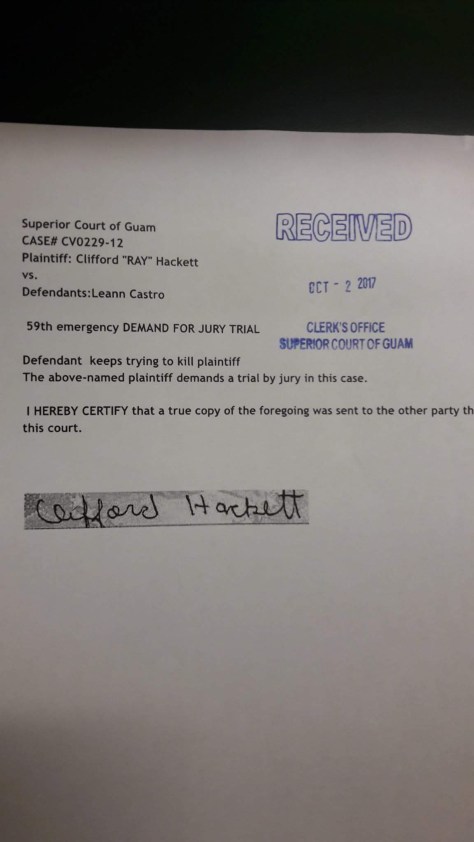 Superior Court of Guam
CASE# CV0229-12
Plaintiff: Clifford "RAY" Hackett
vs.
Defendants:Leann Castro
RECEIVED
OCT - 2 2017
CLERK'S OFFICE
SUPERIOR COURT OF GUAM
59th emergency DEMAND FOR JURY TRIAL
Defendant keeps trying to kill plaintiff
The above-named plaintiff demands a trial by jury in this case.
I HEREBY CERTIFY that a true copy of the foregoing was sent to the other party th
this court.
Clifford Hackett